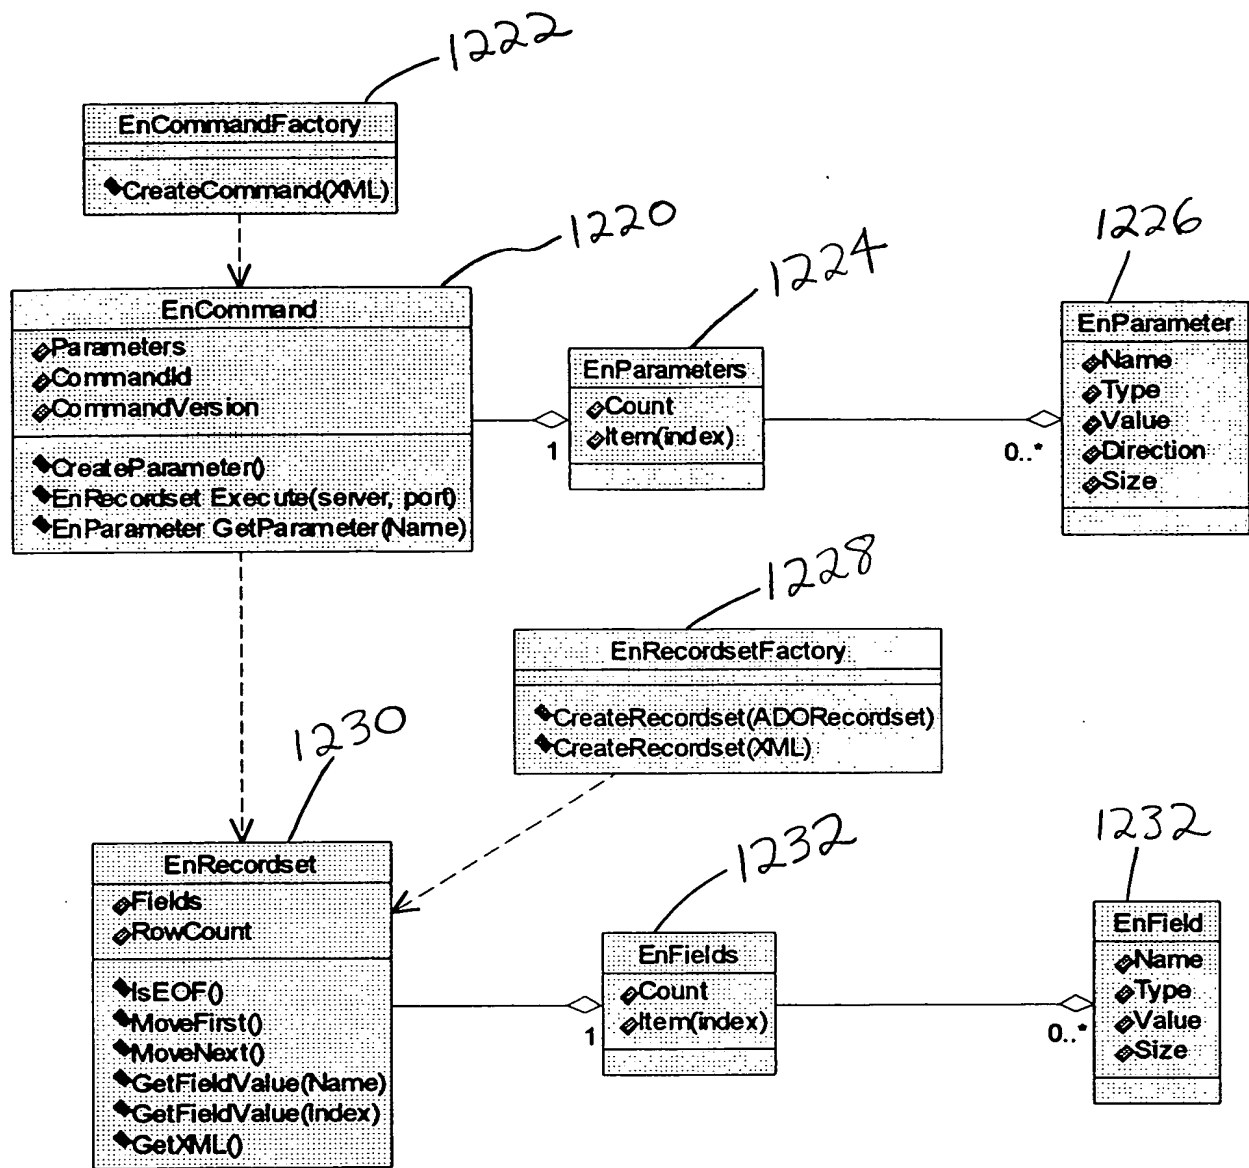 1222
EnCommandFactory
CreateCommand(XML)
1220
EnCommand
Parameters
CommandId
CommandVersion
CreateParameter()
EnRecordset Execute(server, port)
EnParameter GetParameter(Name)
1224
EnParameters
Count
Item(index)
1
1226
EnParameter
Name
Type
Value
Direction
Size
0..*
1228
EnRecordsetFactory
CreateRecordset(ADORecordset)
CreateRecordset(XML)
1230
EnRecordset
Fields
RowCount
IsEOF()
MoveFirst()
MoveNext()
GetFieldValue(Name)
GetFieldValue(Index)
GetXML()
1232
EnFields
Count
Item(index)
1
1232
EnField
Name
Type
Value
Size
0..*